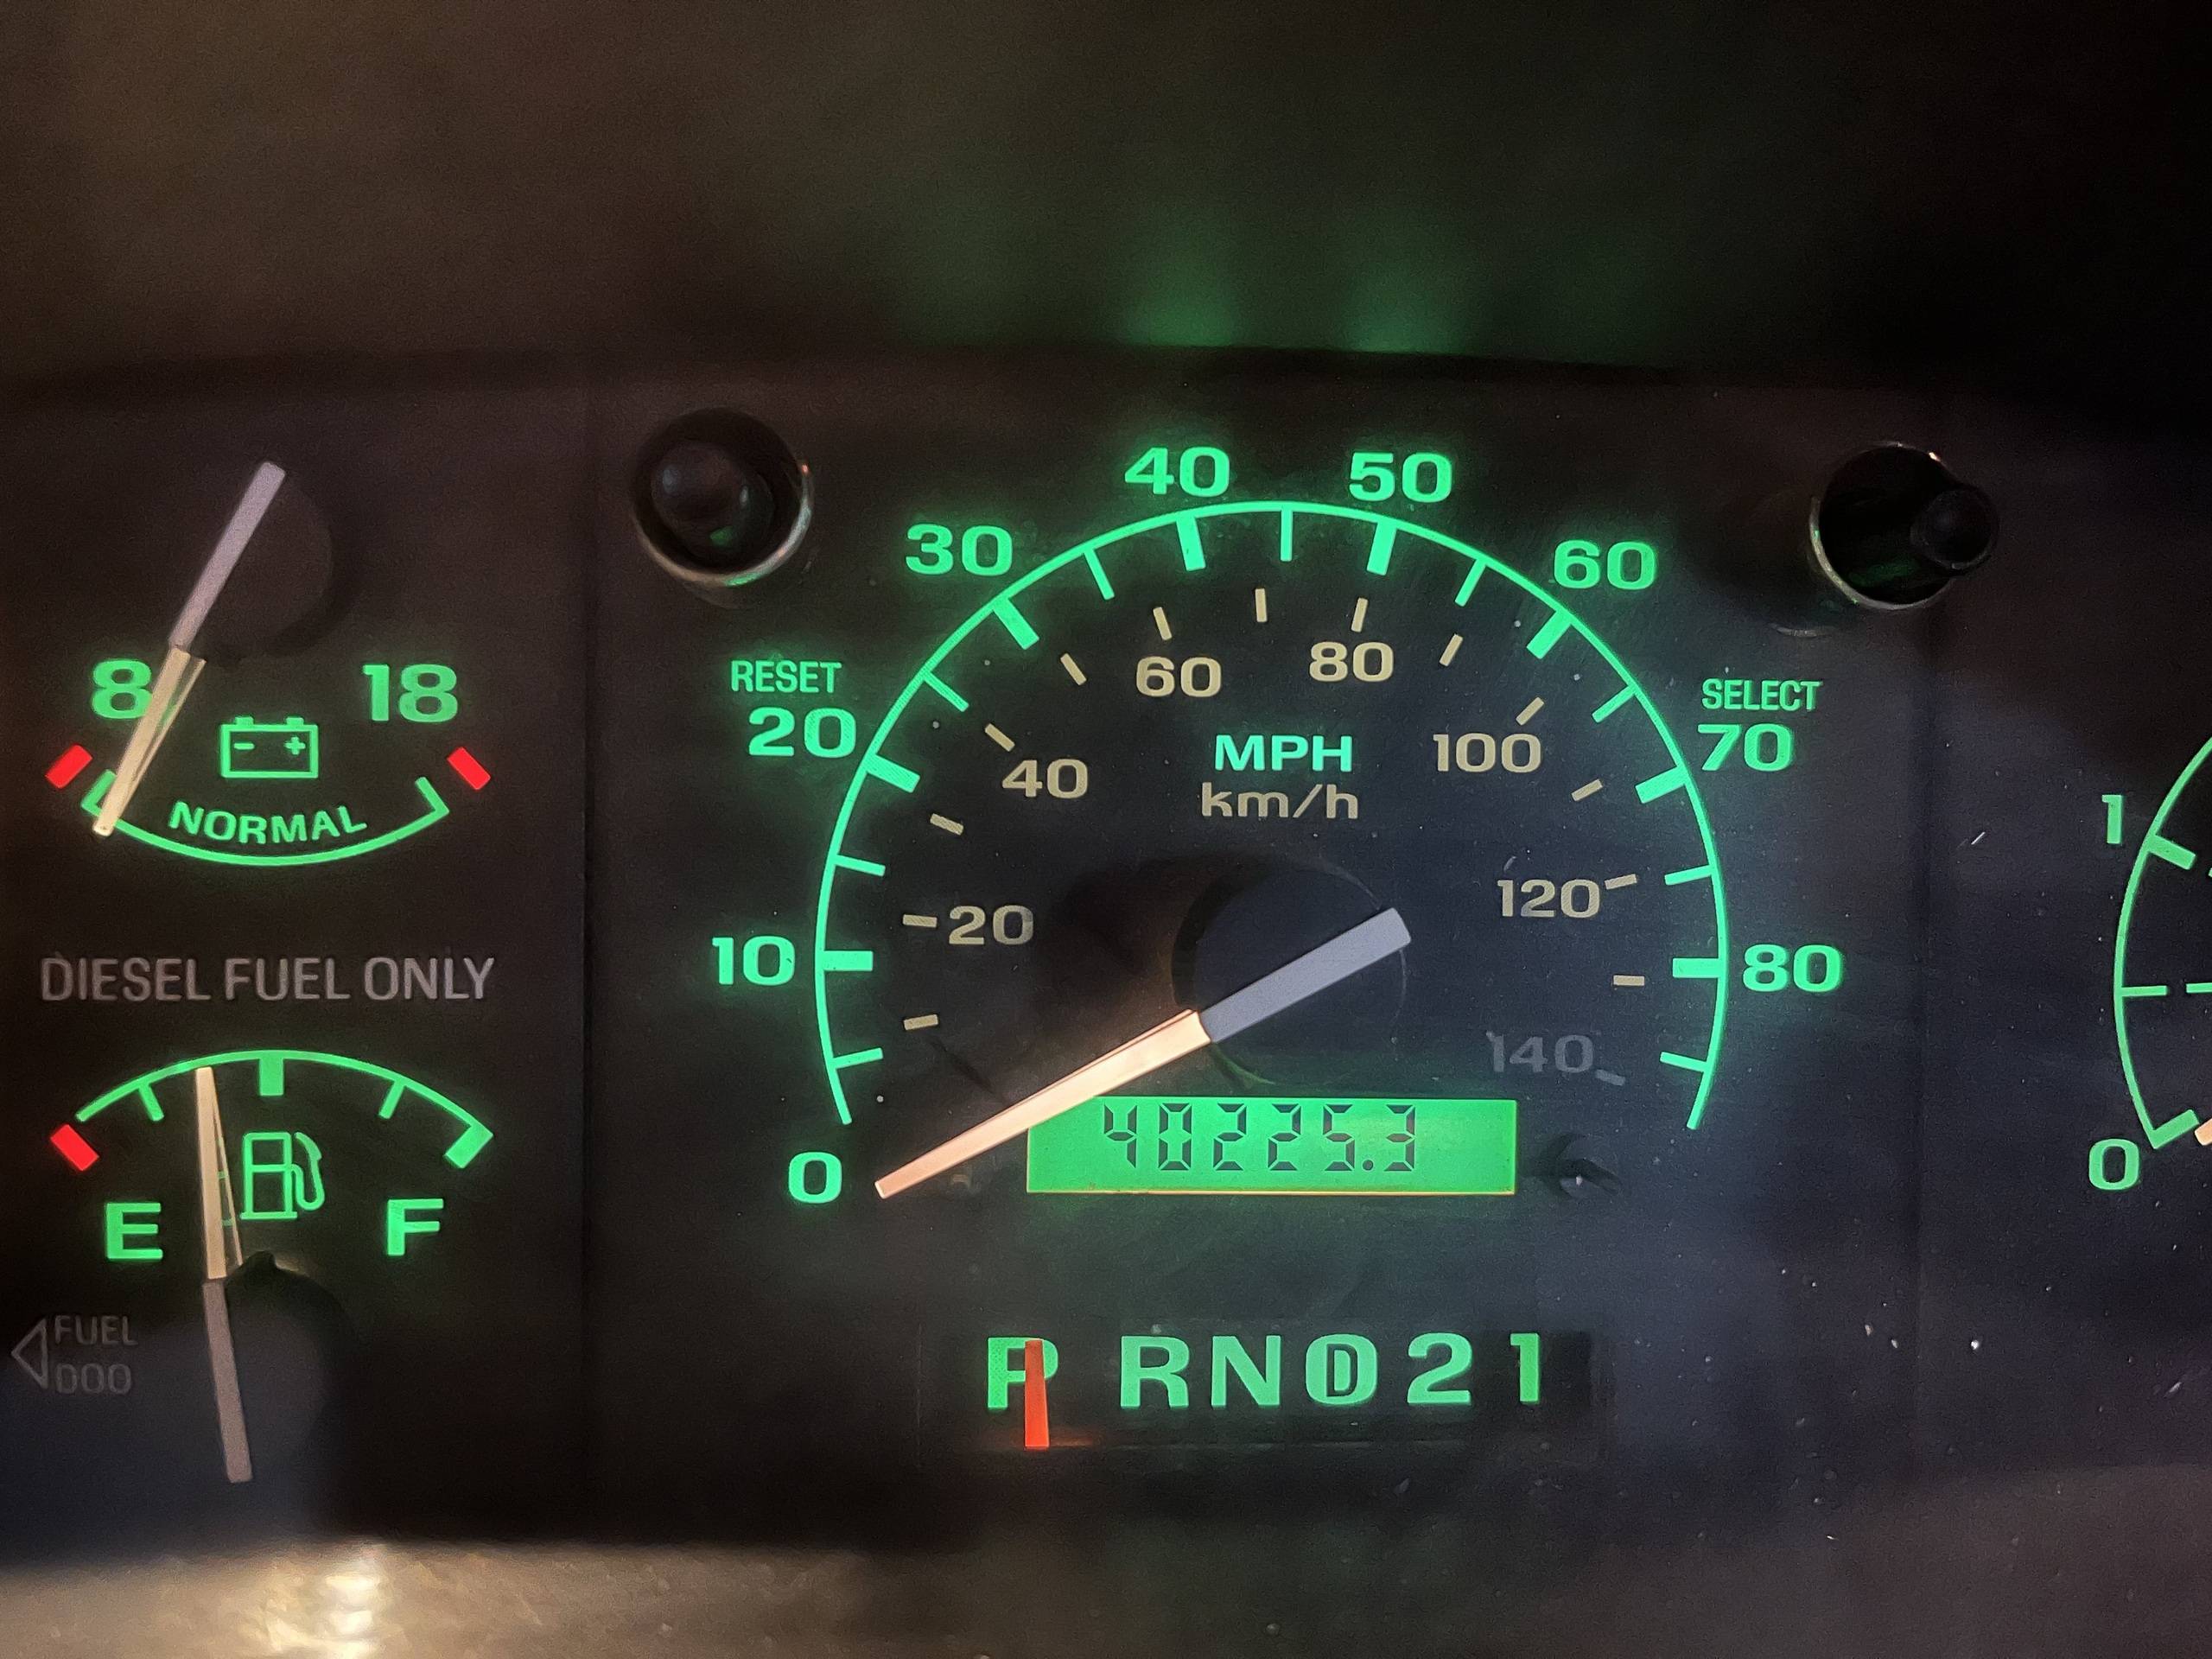 8 18
- +
NORMAL
DIESEL FUEL ONLY
E F
FUEL
DOO
RESET
SELECT
0 10 20 30 40 50 60 70 80
20 40 60 80 100 120 140
MPH
km/h
40225.3
P R N D 2 1
1
0